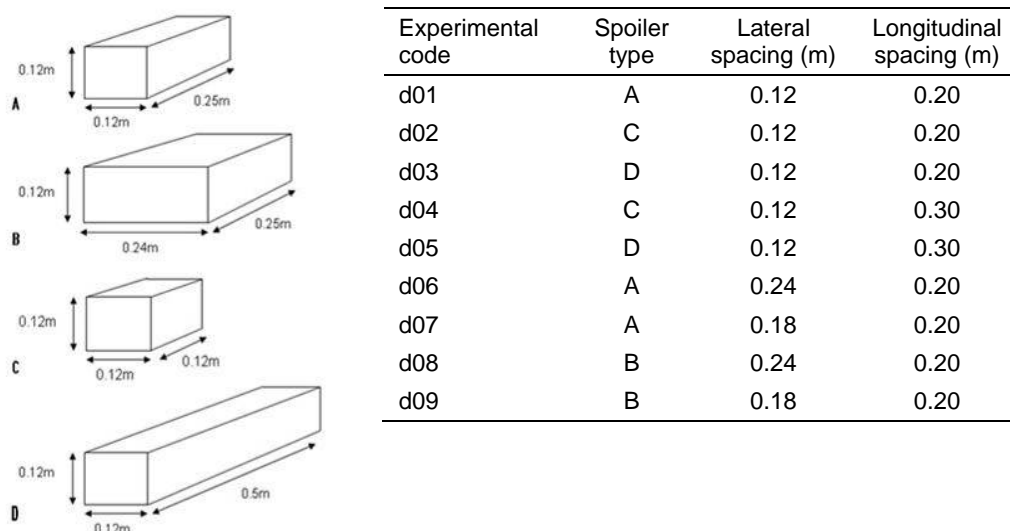 0.12m
0.25m
A
0.12m
0.12m
0.25m
B
0.24m
0.12m
0.12m
C
0.12m
0.12m
0.5m
D
0.12m
Experimental code Spoiler type Lateral spacing (m) Longitudinal spacing (m)
d01 A 0.12 0.20
d02 C 0.12 0.20
d03 D 0.12 0.20
d04 C 0.12 0.30
d05 D 0.12 0.30
d06 A 0.24 0.20
d07 A 0.18 0.20
d08 B 0.24 0.20
d09 B 0.18 0.20